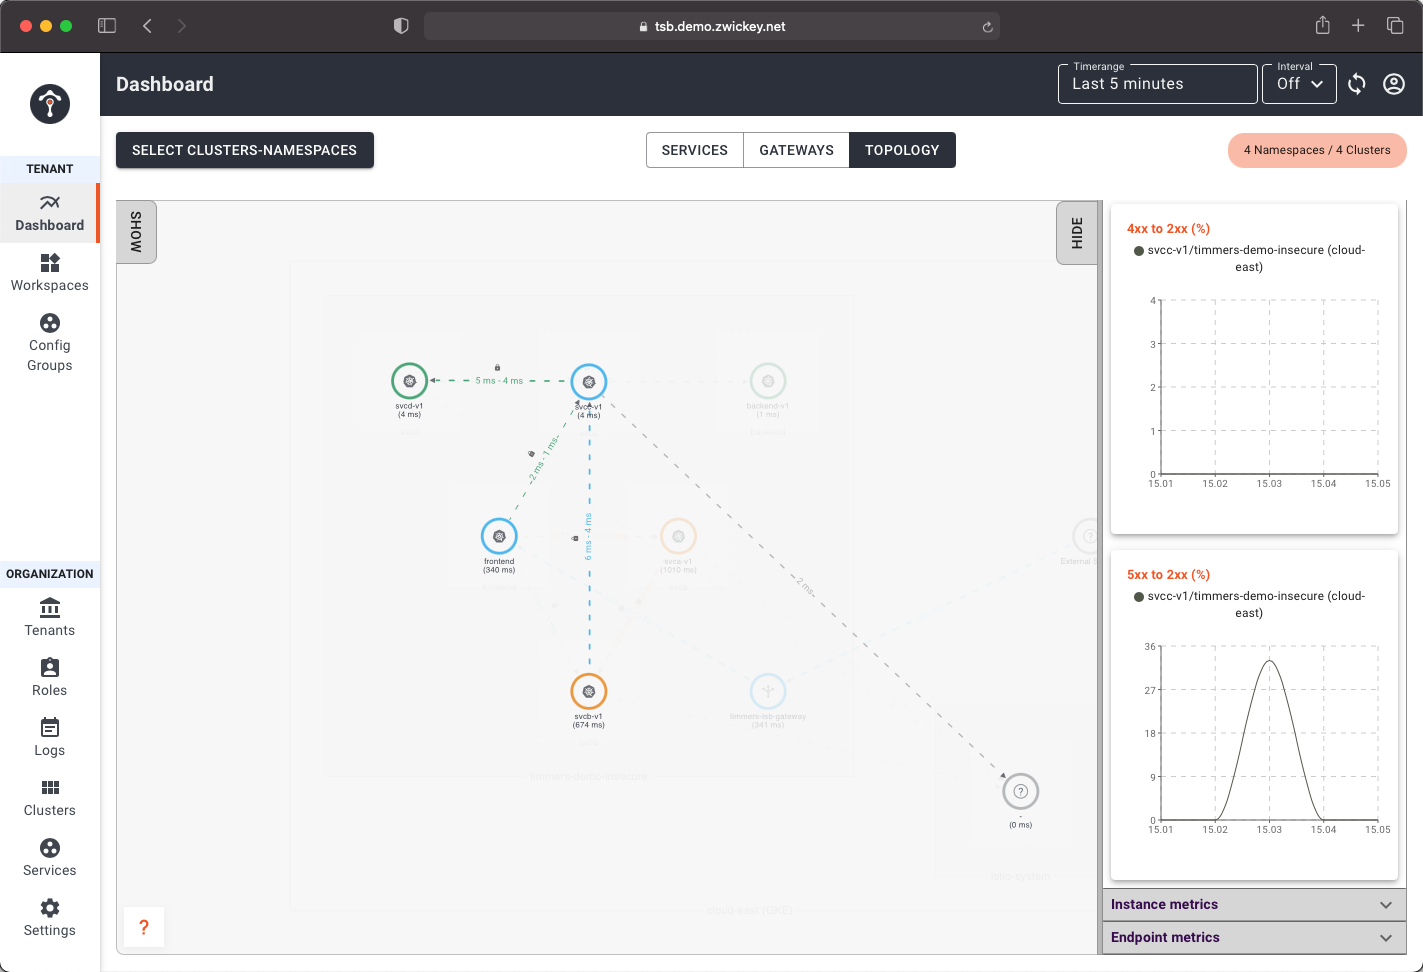 tsb.demo.zwickey.net
Dashboard
Timerange
Last 5 minutes
Interval
Off
TENANT
Dashboard
Workspaces
Config
Groups
ORGANIZATION
Tenants
Roles
Logs
Clusters
Services
Settings
SELECT CLUSTERS-NAMESPACES
SERVICES
GATEWAYS
TOPOLOGY
4 Namespaces / 4 Clusters
SHOW
HIDE
5 ms - 4 ms
svcd-v1
(4 ms)
svcc-v1
(4 ms)
backend-v1
(1 ms)
2 ms - 1 ms
6 ms - 4 ms
frontend
(340 ms)
svca-v1
(1010 ms)
External S
2 ms
svcb-v1
(674 ms)
timmers-tsb-gateway
(341 ms)
timmers-demo-insecure
?
-
(0 ms)
istio-system
cloud-east (GKE)
?
4xx to 2xx (%)
svcc-v1/timmers-demo-insecure (cloud-
east)
4
3
2
1
0
15.01 15.02 15.03 15.04 15.05
5xx to 2xx (%)
svcc-v1/timmers-demo-insecure (cloud-
east)
36
27
18
9
0
15.01 15.02 15.03 15.04 15.05
Instance metrics
Endpoint metrics